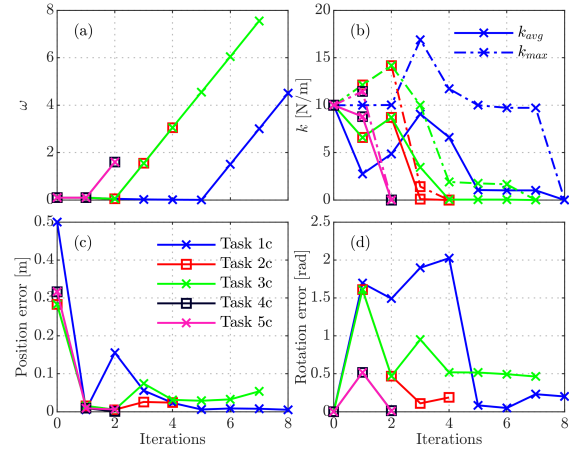 (a)
ω
8
6
4
2
0
(b)
k_avg
k_max
k [N/m]
20
15
10
5
0
(c)
Position error [m]
0.5
0.4
0.3
0.2
0.1
0
Task 1c
Task 2c
Task 3c
Task 4c
Task 5c
0 2 4 6 8
Iterations
(d)
Rotation error [rad]
2.5
2
1.5
1
0.5
0
0 2 4 6 8
Iterations